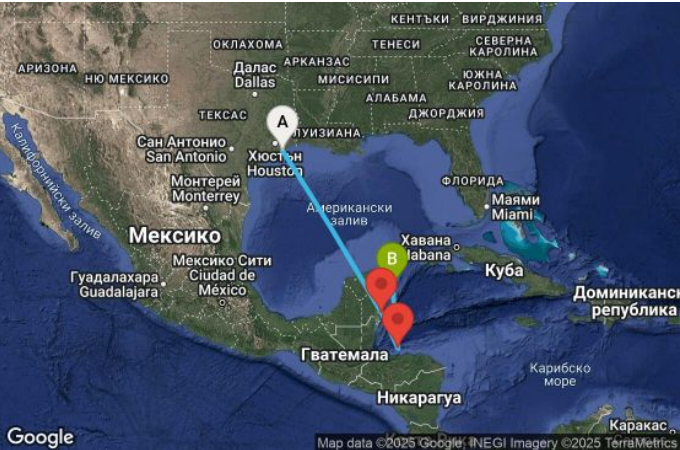 КЕНТЪКИ
ВИРДЖИНИЯ
ОКЛАХОМА
ТЕНЕСИ
СЕВЕРНА
КАРОЛИНА
АРИЗОНА
НЮ МЕКСИКО
Далас
Dallas
АРКАНЗАС
МИСИСИПИ
ЮЖНА
КАРОЛИНА
АЛАБАМА
ДЖОРДЖИЯ
ТЕКСАС
A
ЛУИЗИАНА
Сан Антонио
San Antonio
Хюстън
Houston
Калифорнийски залив
Монтерей
Monterrey
ФЛОРИДА
Маями
Miami
Американски
залив
Мексико
Хавана
Habana
B
Куба
Мексико Сити
Ciudad de
México
Гуадалахара
Guadalajara
Доминиканск
република
Гватемала
Карибско
море
Никарагуа
Каракас
Google
Map data ©2025 Google, INEGI Imagery ©2025 TerraMetrics